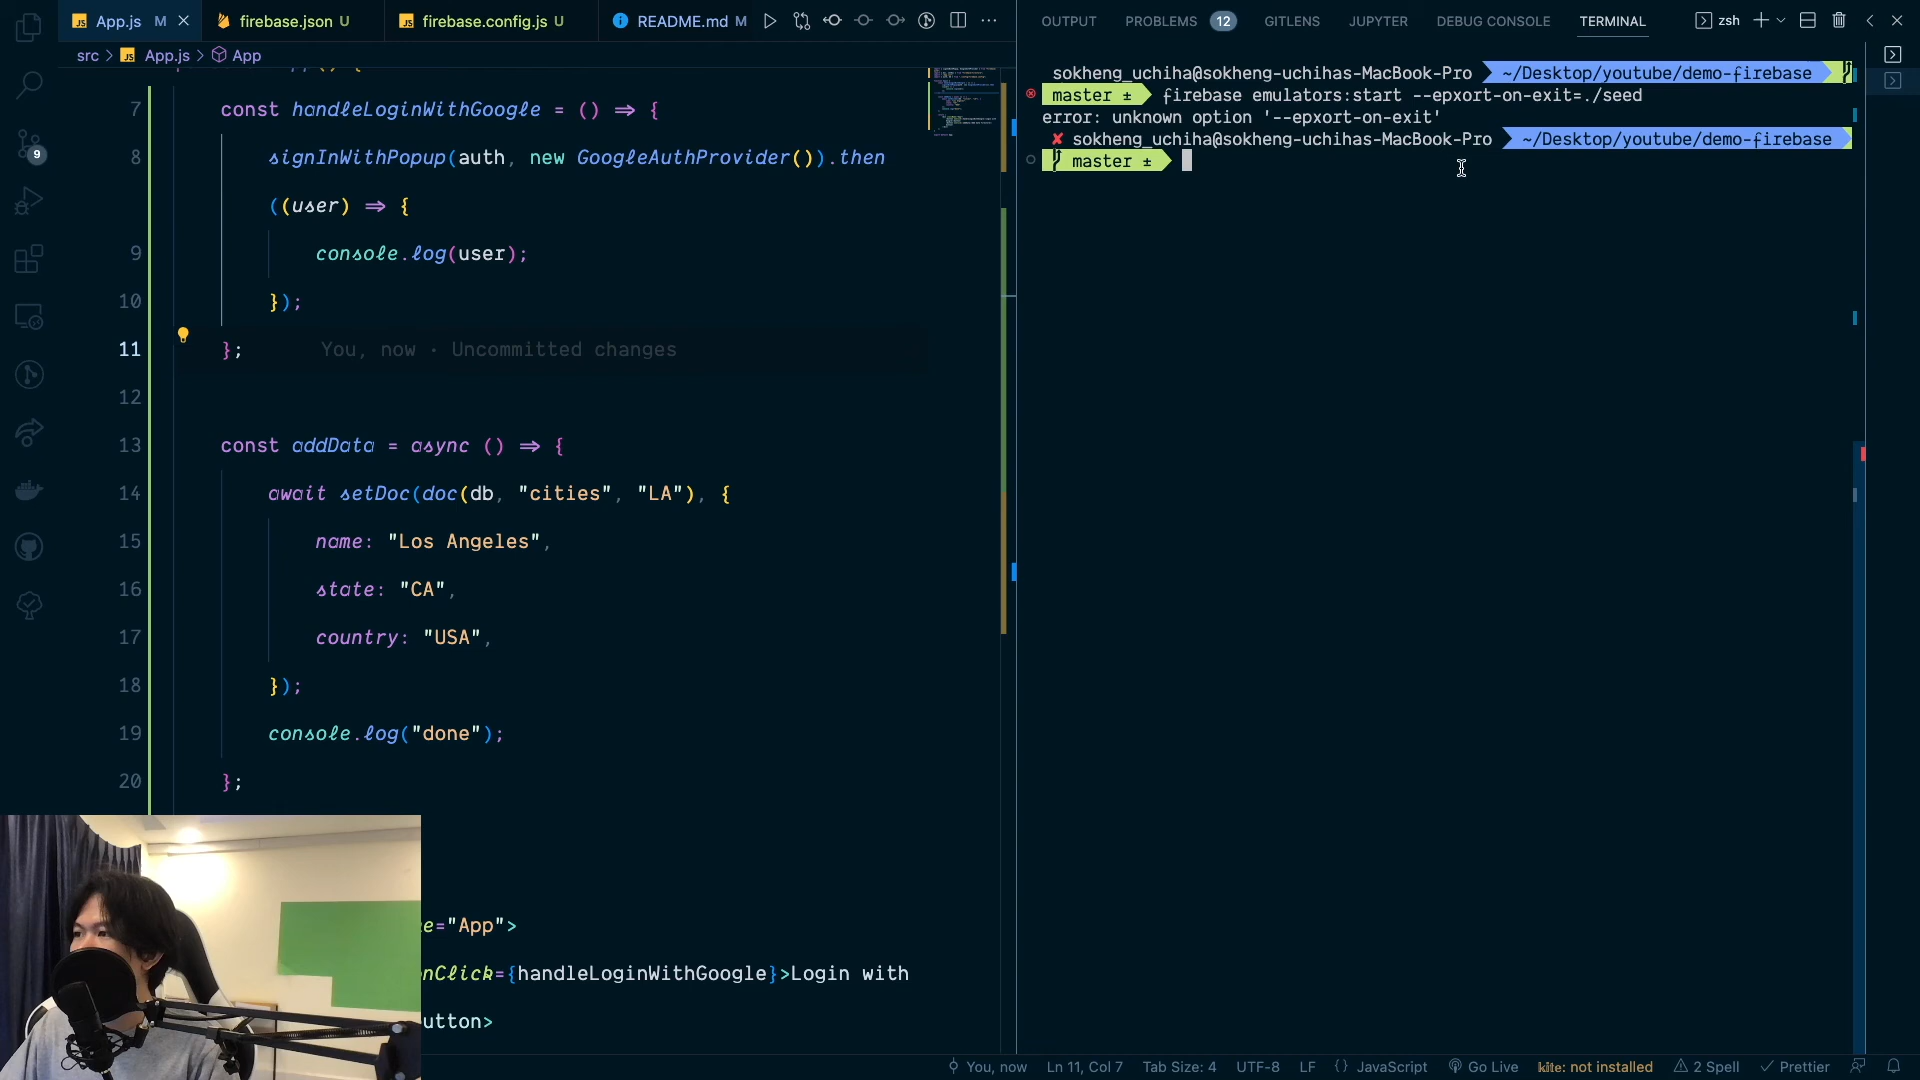 App.js M
firebase.json U
firebase.config.js U
README.md M
src > App.js > App
7 const handleLoginWithGoogle = () => {
8 signInWithPopup(auth, new GoogleAuthProvider()).then
((user) => {
9 console.log(user);
10 });
11 }; You, now · Uncommitted changes
12
13 const addData = async () => {
14 await setDoc(doc(db, "cities", "LA"), {
15 name: "Los Angeles",
16 state: "CA",
17 country: "USA",
18 });
19 console.log("done");
20 };
e="App">
onClick={handleLoginWithGoogle}>Login with
utton>
9
OUTPUT PROBLEMS 12 GITLENS JUPYTER DEBUG CONSOLE TERMINAL zsh
sokheng_uchiha@sokheng-uchihas-MacBook-Pro ~/Desktop/youtube/demo-firebase
master ± firebase emulators:start --epxort-on-exit=./seed
error: unknown option '--epxort-on-exit'
✘ sokheng_uchiha@sokheng-uchihas-MacBook-Pro ~/Desktop/youtube/demo-firebase
master ±
You, now Ln 11, Col 7 Tab Size: 4 UTF-8 LF {} JavaScript Go Live kite: not installed 2 Spell Prettier